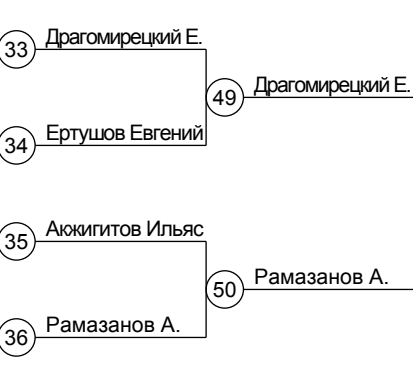 33 Драгомирецкий Е.
49 Драгомирецкий Е.
34 Ертушов Евгений
35 Акжигитов Ильяс
50 Рамазанов А.
36 Рамазанов А.